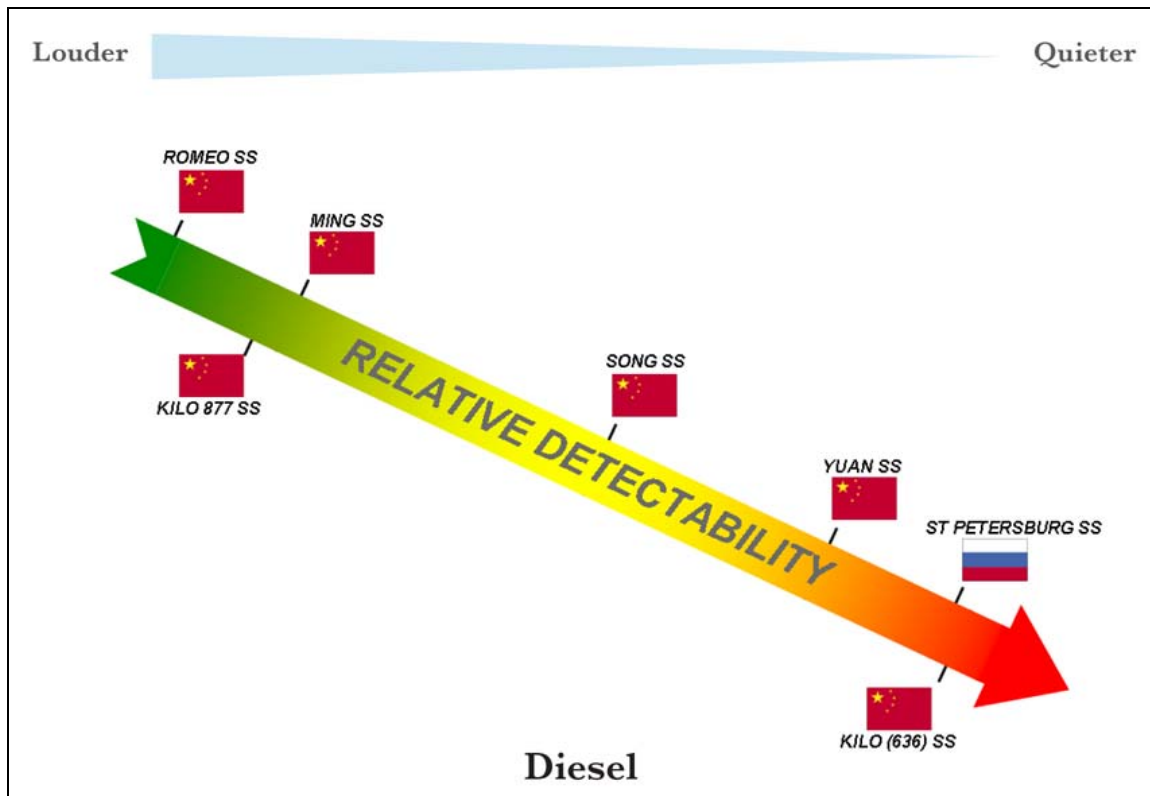 Louder
Quieter
ROMEO SS
MING SS
KILO 877 SS
SONG SS
RELATIVE DETECTABILITY
YUAN SS
ST PETERSBURG SS
KILO (636) SS
Diesel